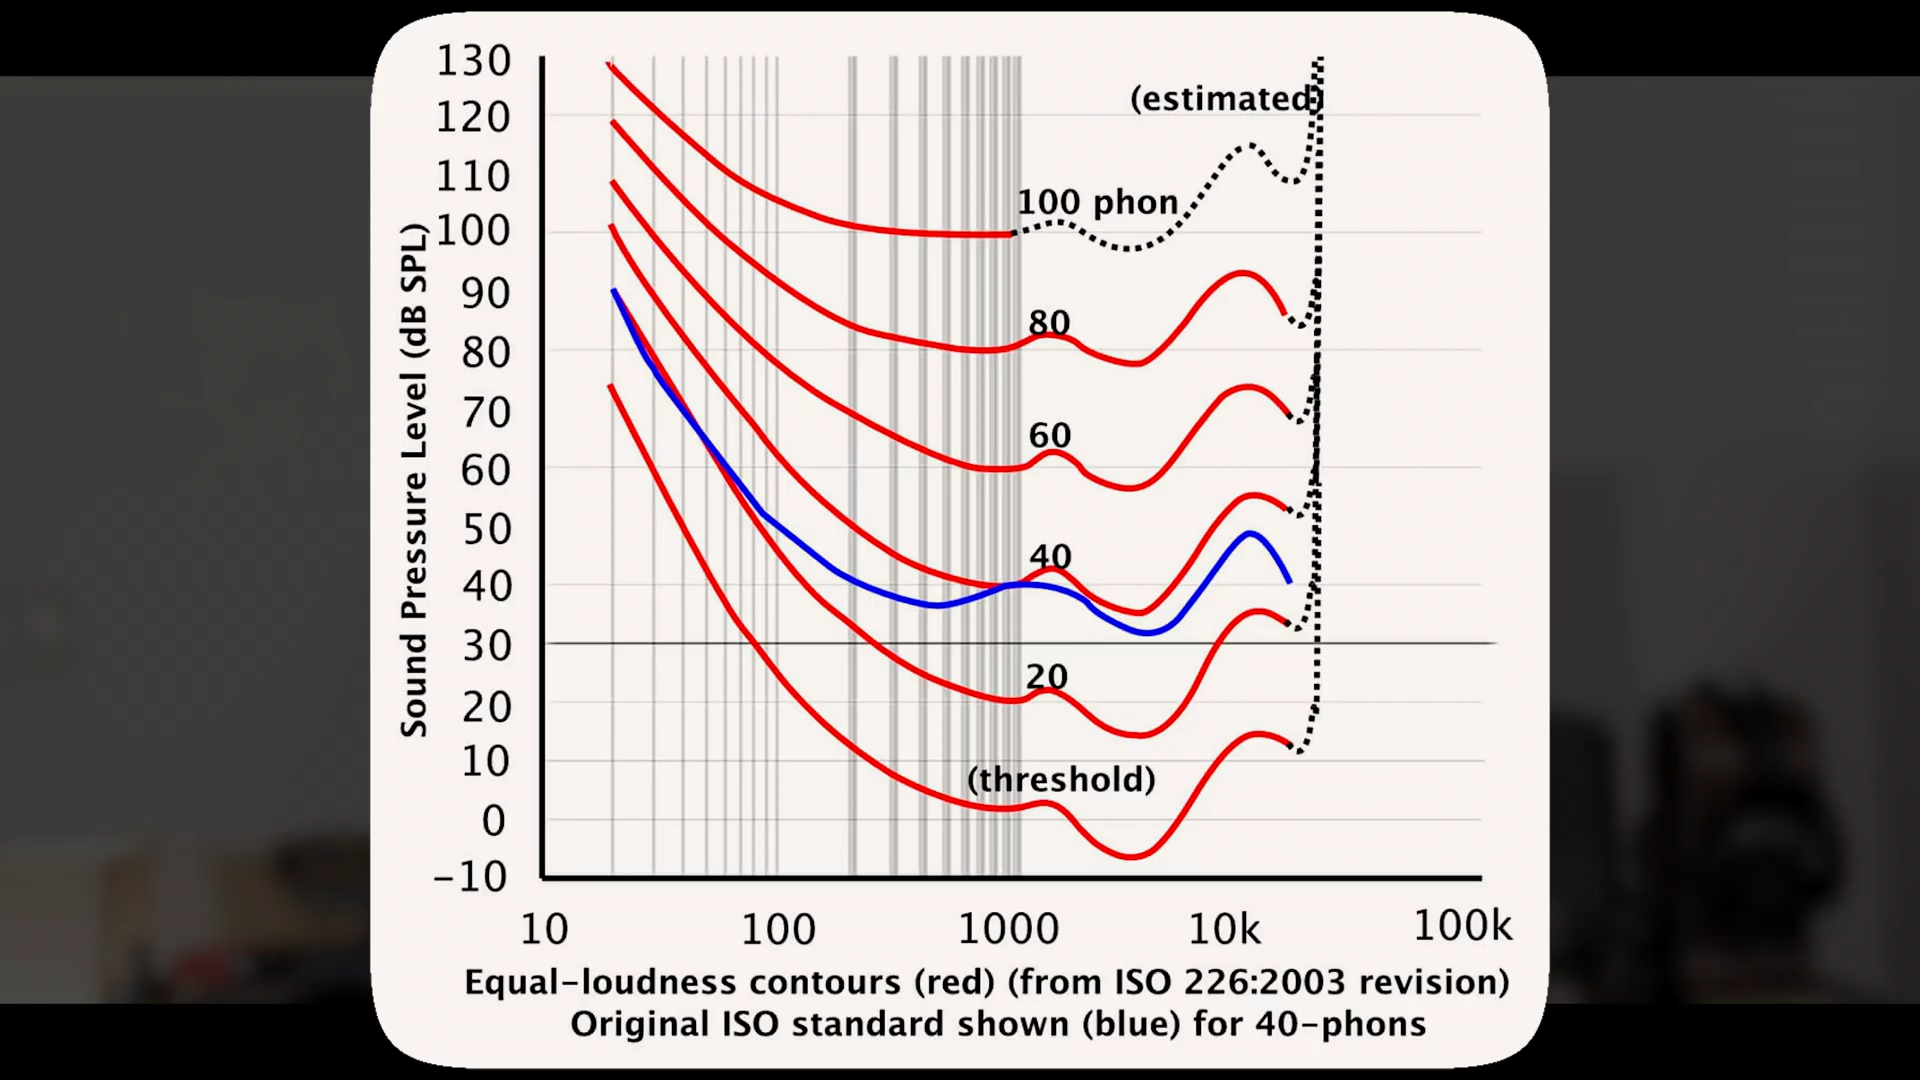 130
120
110
100
90
80
70
60
50
40
30
20
10
0
−10
Sound Pressure Level (dB SPL)
(estimated)
100 phon
80
60
40
20
(threshold)
10 100 1000 10k 100k
Equal−loudness contours (red) (from ISO 226:2003 revision)
Original ISO standard shown (blue) for 40−phons